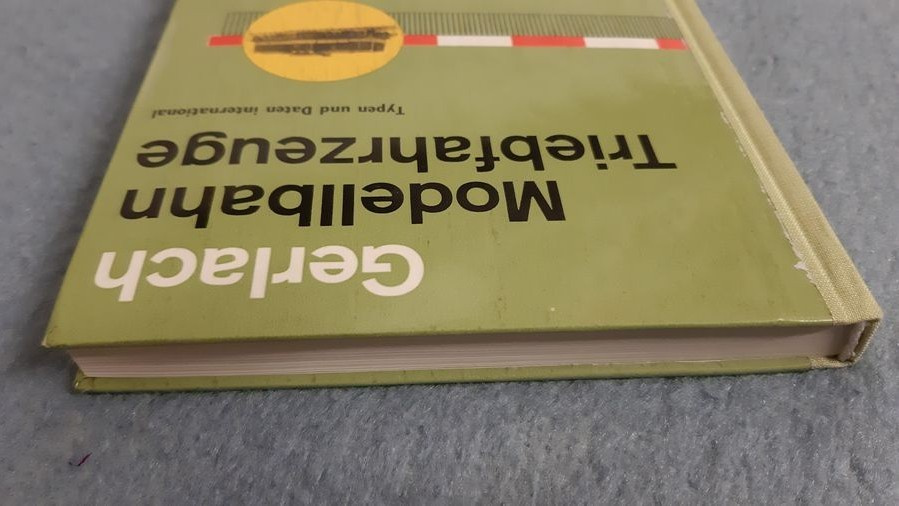 Gerlach
Modellbahn
Triebfahrzeuge
Typen und Daten international